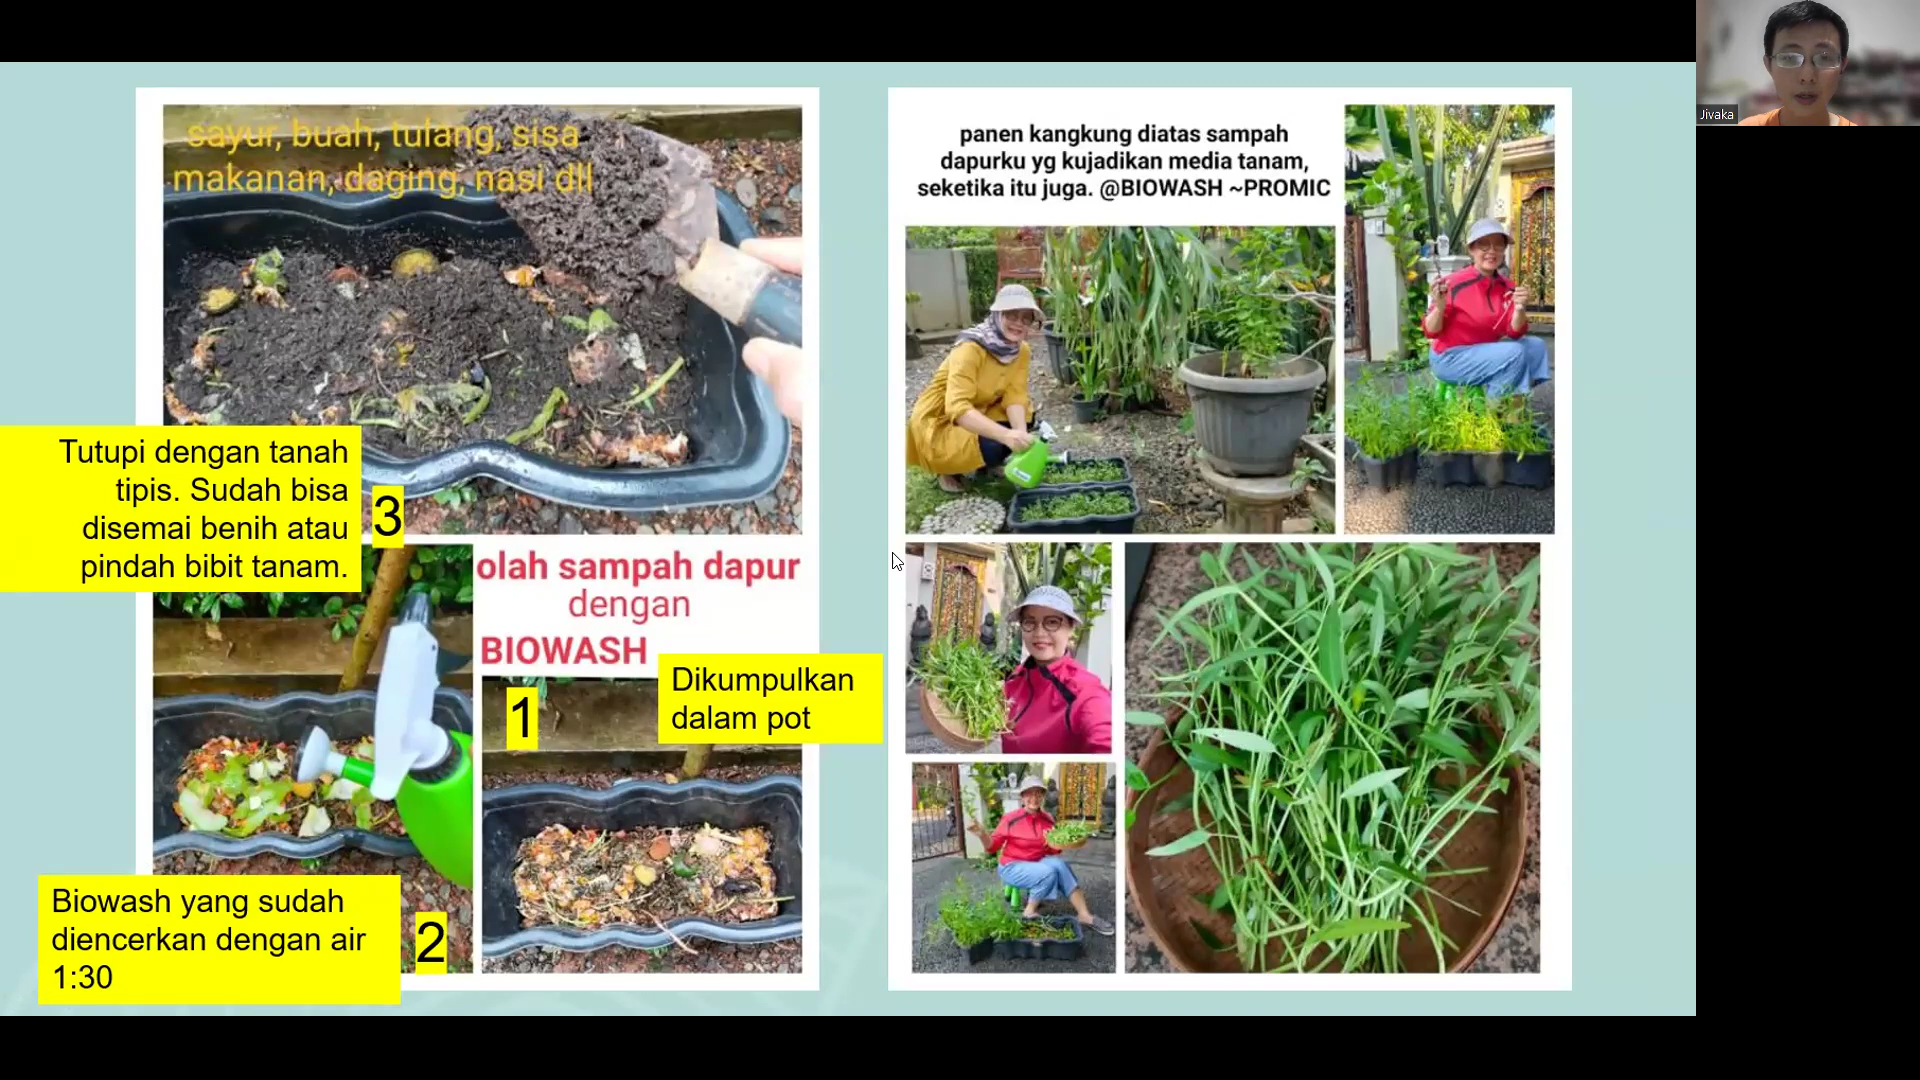 sayur, buah, tulang, sisa
makanan, daging, nasi dll
Tutupi dengan tanah
tipis. Sudah bisa
disemai benih atau
pindah bibit tanam.
3
olah sampah dapur
dengan
BIOWASH
1
Dikumpulkan
dalam pot
Biowash yang sudah
diencerkan dengan air
1:30
2
panen kangkung diatas sampah
dapurku yg kujadikan media tanam,
seketika itu juga. @BIOWASH ~PROMIC
Jivaka